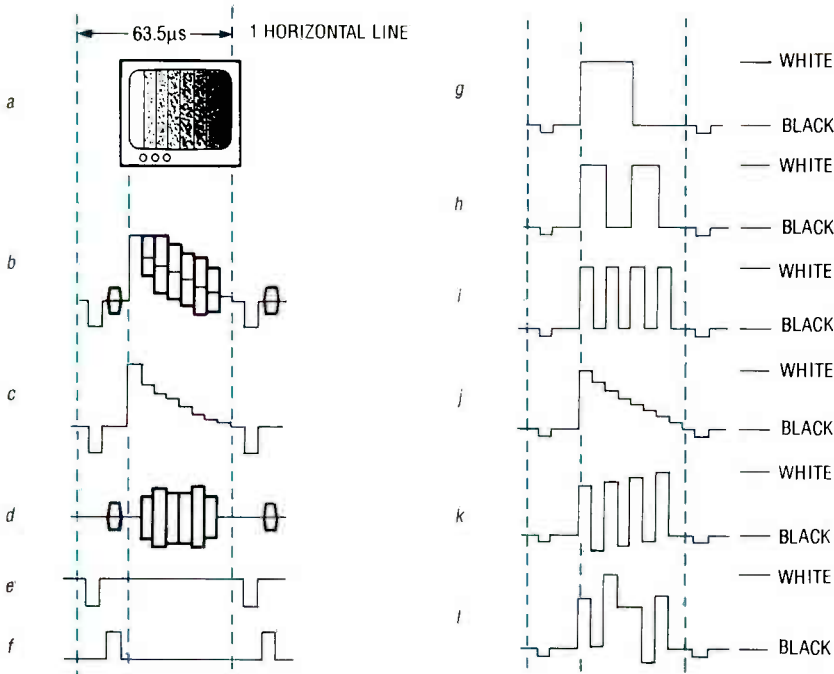 63.5µs 1 HORIZONTAL LINE
a
b
c
d
e
f
g
WHITE
BLACK
h
WHITE
BLACK
i
WHITE
BLACK
j
WHITE
BLACK
k
WHITE
BLACK
l
WHITE
BLACK